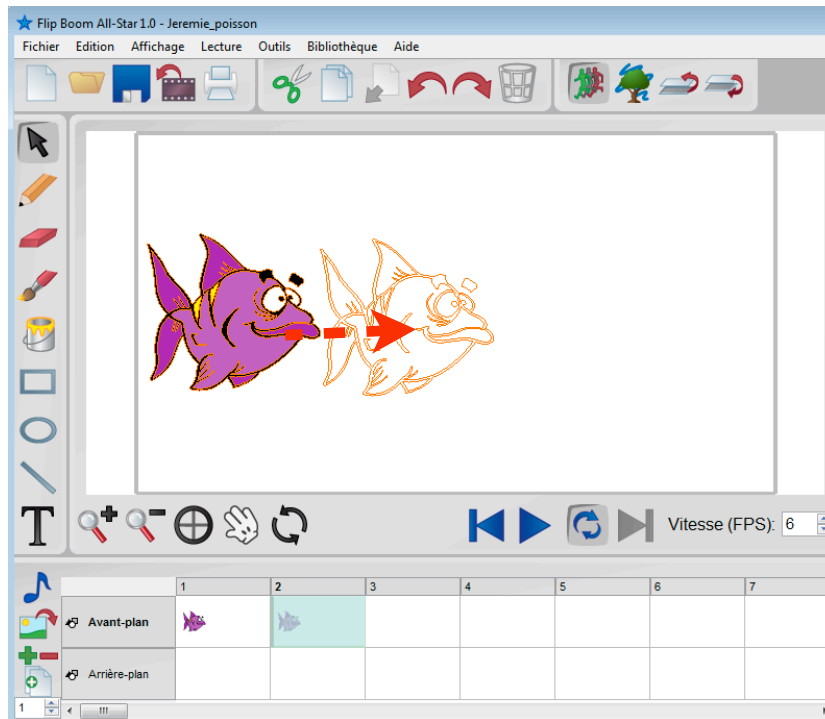 Flip Boom All-Star 1.0 - Jeremie_poisson
Fichier Edition Affichage Lecture Outils Bibliothèque Aide
T
Vitesse (FPS): 6
1 2 3 4 5 6 7
Avant-plan
Arrière-plan
1